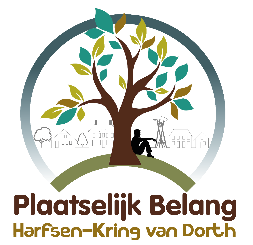 Plaatselijk Belang
Harfsen-Kring van Dorth